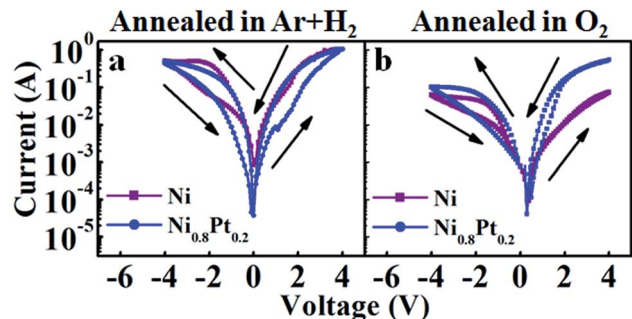 Annealed in Ar+H₂
Annealed in O₂
Current (A)
10⁰
10⁻¹
10⁻²
10⁻³
10⁻⁴
10⁻⁵
a
Ni
Ni₀.₈Pt₀.₂
b
Ni
Ni₀.₈Pt₀.₂
-6 -4 -2 0 2 4
-6 -4 -2 0 2 4 6
Voltage (V)